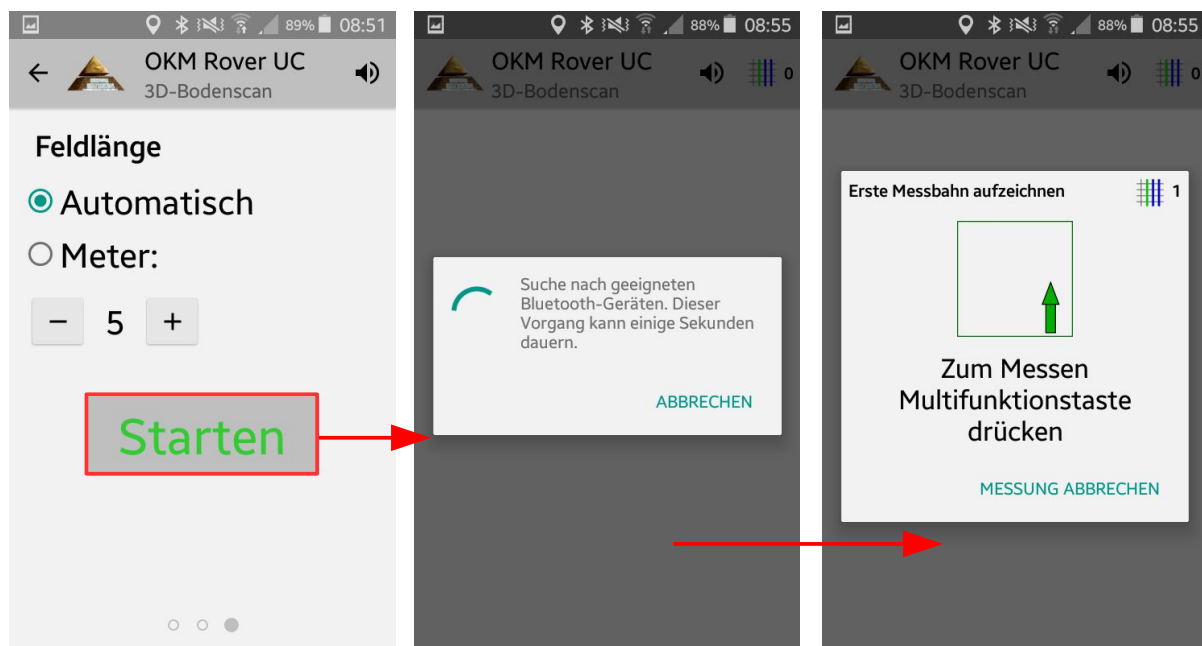 89% 08:51
OKM Rover UC
3D-Bodenscan
Feldlänge
Automatisch
Meter:
− 5 +
Starten
88% 08:55
OKM Rover UC
3D-Bodenscan
0
Suche nach geeigneten
Bluetooth-Geräten. Dieser
Vorgang kann einige Sekunden
dauern.
ABBRECHEN
88% 08:55
OKM Rover UC
3D-Bodenscan
0
Erste Messbahn aufzeichnen
1
Zum Messen
Multifunktionstaste
drücken
MESSUNG ABBRECHEN